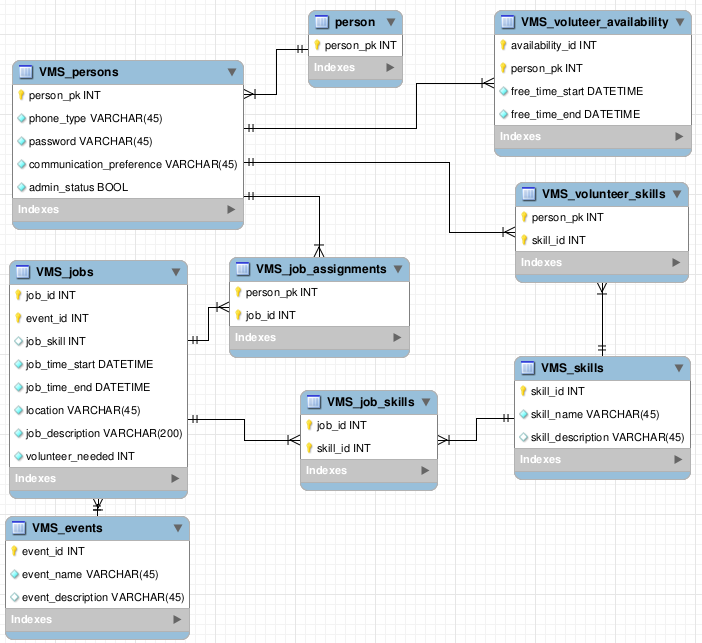 person
person_pk INT
Indexes
VMS_voluteer_availability
availability_id INT
person_pk INT
free_time_start DATETIME
free_time_end DATETIME
Indexes
VMS_persons
person_pk INT
phone_type VARCHAR(45)
password VARCHAR(45)
communication_preference VARCHAR(45)
admin_status BOOL
Indexes
VMS_volunteer_skills
person_pk INT
skill_id INT
Indexes
VMS_jobs
job_id INT
event_id INT
job_skill INT
job_time_start DATETIME
job_time_end DATETIME
location VARCHAR(45)
job_description VARCHAR(200)
volunteer_needed INT
Indexes
VMS_job_assignments
person_pk INT
job_id INT
Indexes
VMS_job_skills
job_id INT
skill_id INT
Indexes
VMS_skills
skill_id INT
skill_name VARCHAR(45)
skill_description VARCHAR(45)
Indexes
VMS_events
event_id INT
event_name VARCHAR(45)
event_description VARCHAR(45)
Indexes